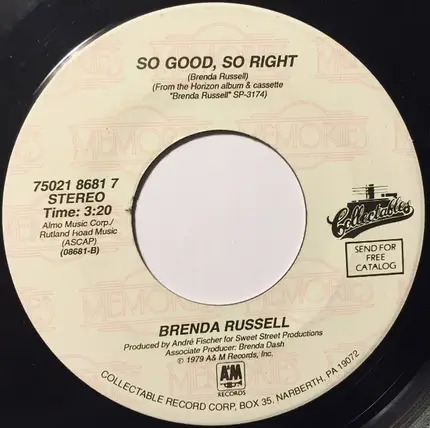 SO GOOD, SO RIGHT
(Brenda Russell)
(From the Horizon album & cassette
"Brenda Russell" SP-3174)
MEMORIES
75021 8681 7
STEREO
Time: 3:20
Almo Music Corp./
Rutland Road Music
(ASCAP)
(08681-B)
Collectables
SEND FOR
FREE
CATALOG
BRENDA RUSSELL
Produced by André Fischer for Sweet Street Productions
Associate Producer: Brenda Dash
℗ 1979 A & M Records, Inc.
A&M
RECORDS
COLLECTABLE RECORD CORP, BOX 35, NARBERTH, PA 19072